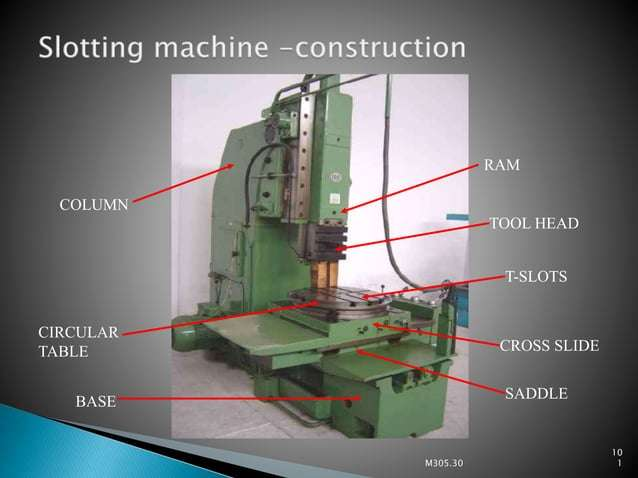 Slotting machine -construction
RAM
COLUMN
TOOL HEAD
T-SLOTS
CIRCULAR
TABLE
CROSS SLIDE
SADDLE
BASE
M305.30
10
1